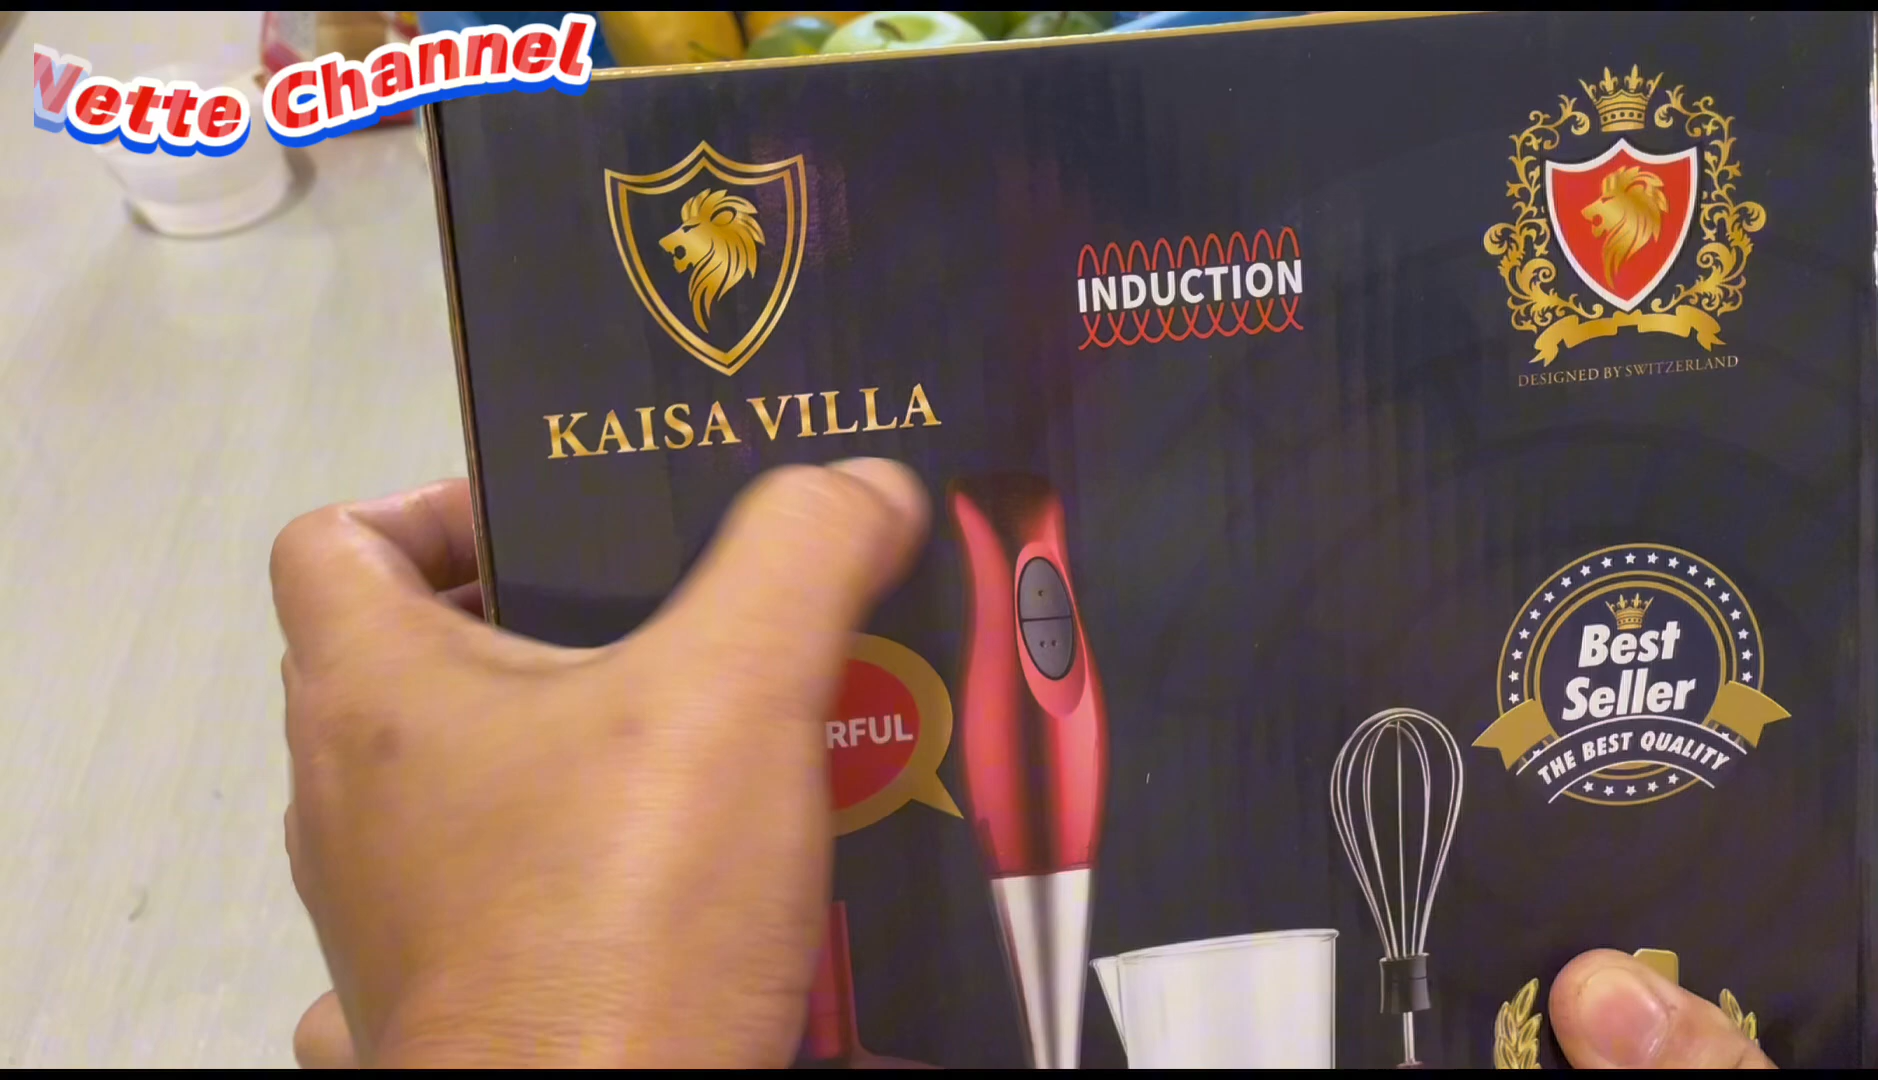 Vette Channel
KAISA VILLA
INDUCTION
DESIGNED BY SWITZERLAND
RFUL
Best
Seller
THE BEST QUALITY